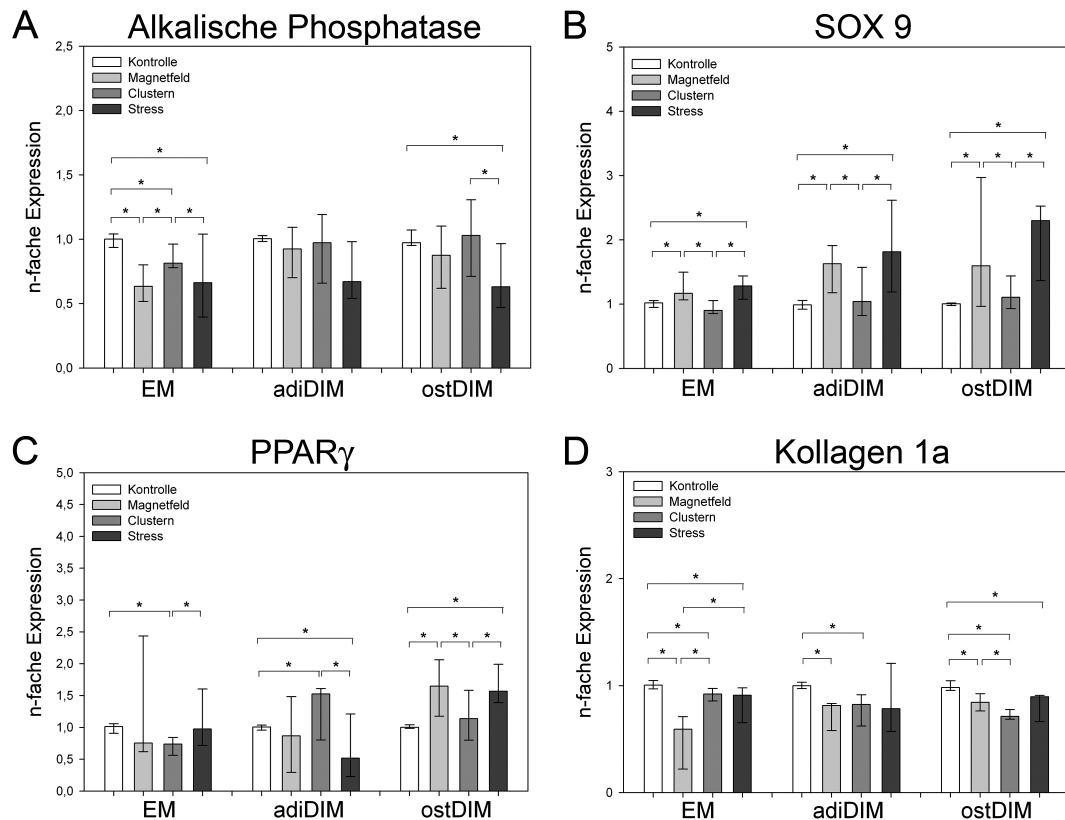 A Alkalische Phosphatase
2,5
2,0
1,5
1,0
0,5
0,0
n-fache Expression
Kontrolle
Magnetfeld
Clustern
Stress
*
*
* * *
*
*
EM adiDIM ostDIM
B SOX 9
5
4
3
2
1
0
n-fache Expression
Kontrolle
Magnetfeld
Clustern
Stress
*
* * *
*
* * *
*
* * *
EM adiDIM ostDIM
C PPARγ
5,0
4,5
4,0
3,5
3,0
2,5
2,0
1,5
1,0
0,5
0,0
n-fache Expression
Kontrolle
Magnetfeld
Clustern
Stress
* *
*
* *
*
* * *
EM adiDIM ostDIM
D Kollagen 1a
3
2
1
0
n-fache Expression
Kontrolle
Magnetfeld
Clustern
Stress
*
*
*
* *
*
*
*
*
* *
EM adiDIM ostDIM